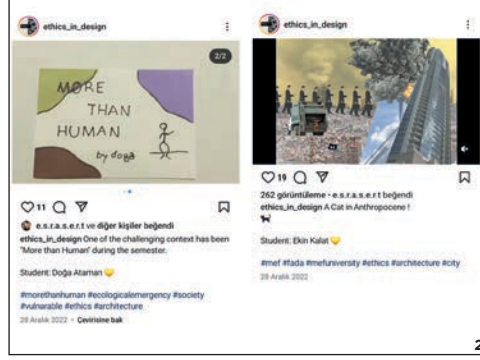 ethics_in_design
2/2
MORE
THAN
HUMAN
by doga
11
e.s.r.a.s.e.r.t ve diğer kişiler beğendi
ethics_in_design One of the challenging context has been
"More than Human" during the semester.
Student: Doğa Ataman
#morethanhuman #ecologicalemergency #society
#vulnarable #ethics #architecture
28 Aralık 2022 • Çevirisine bak
ethics_in_design
19
262 görüntüleme • e.s.r.a.s.e.r.t beğendi
ethics_in_design A Cat in Anthropocene !
Student: Ekin Kalat
#mef #fada #mefuniversity #ethics #architecture #city
28 Aralık 2022
2